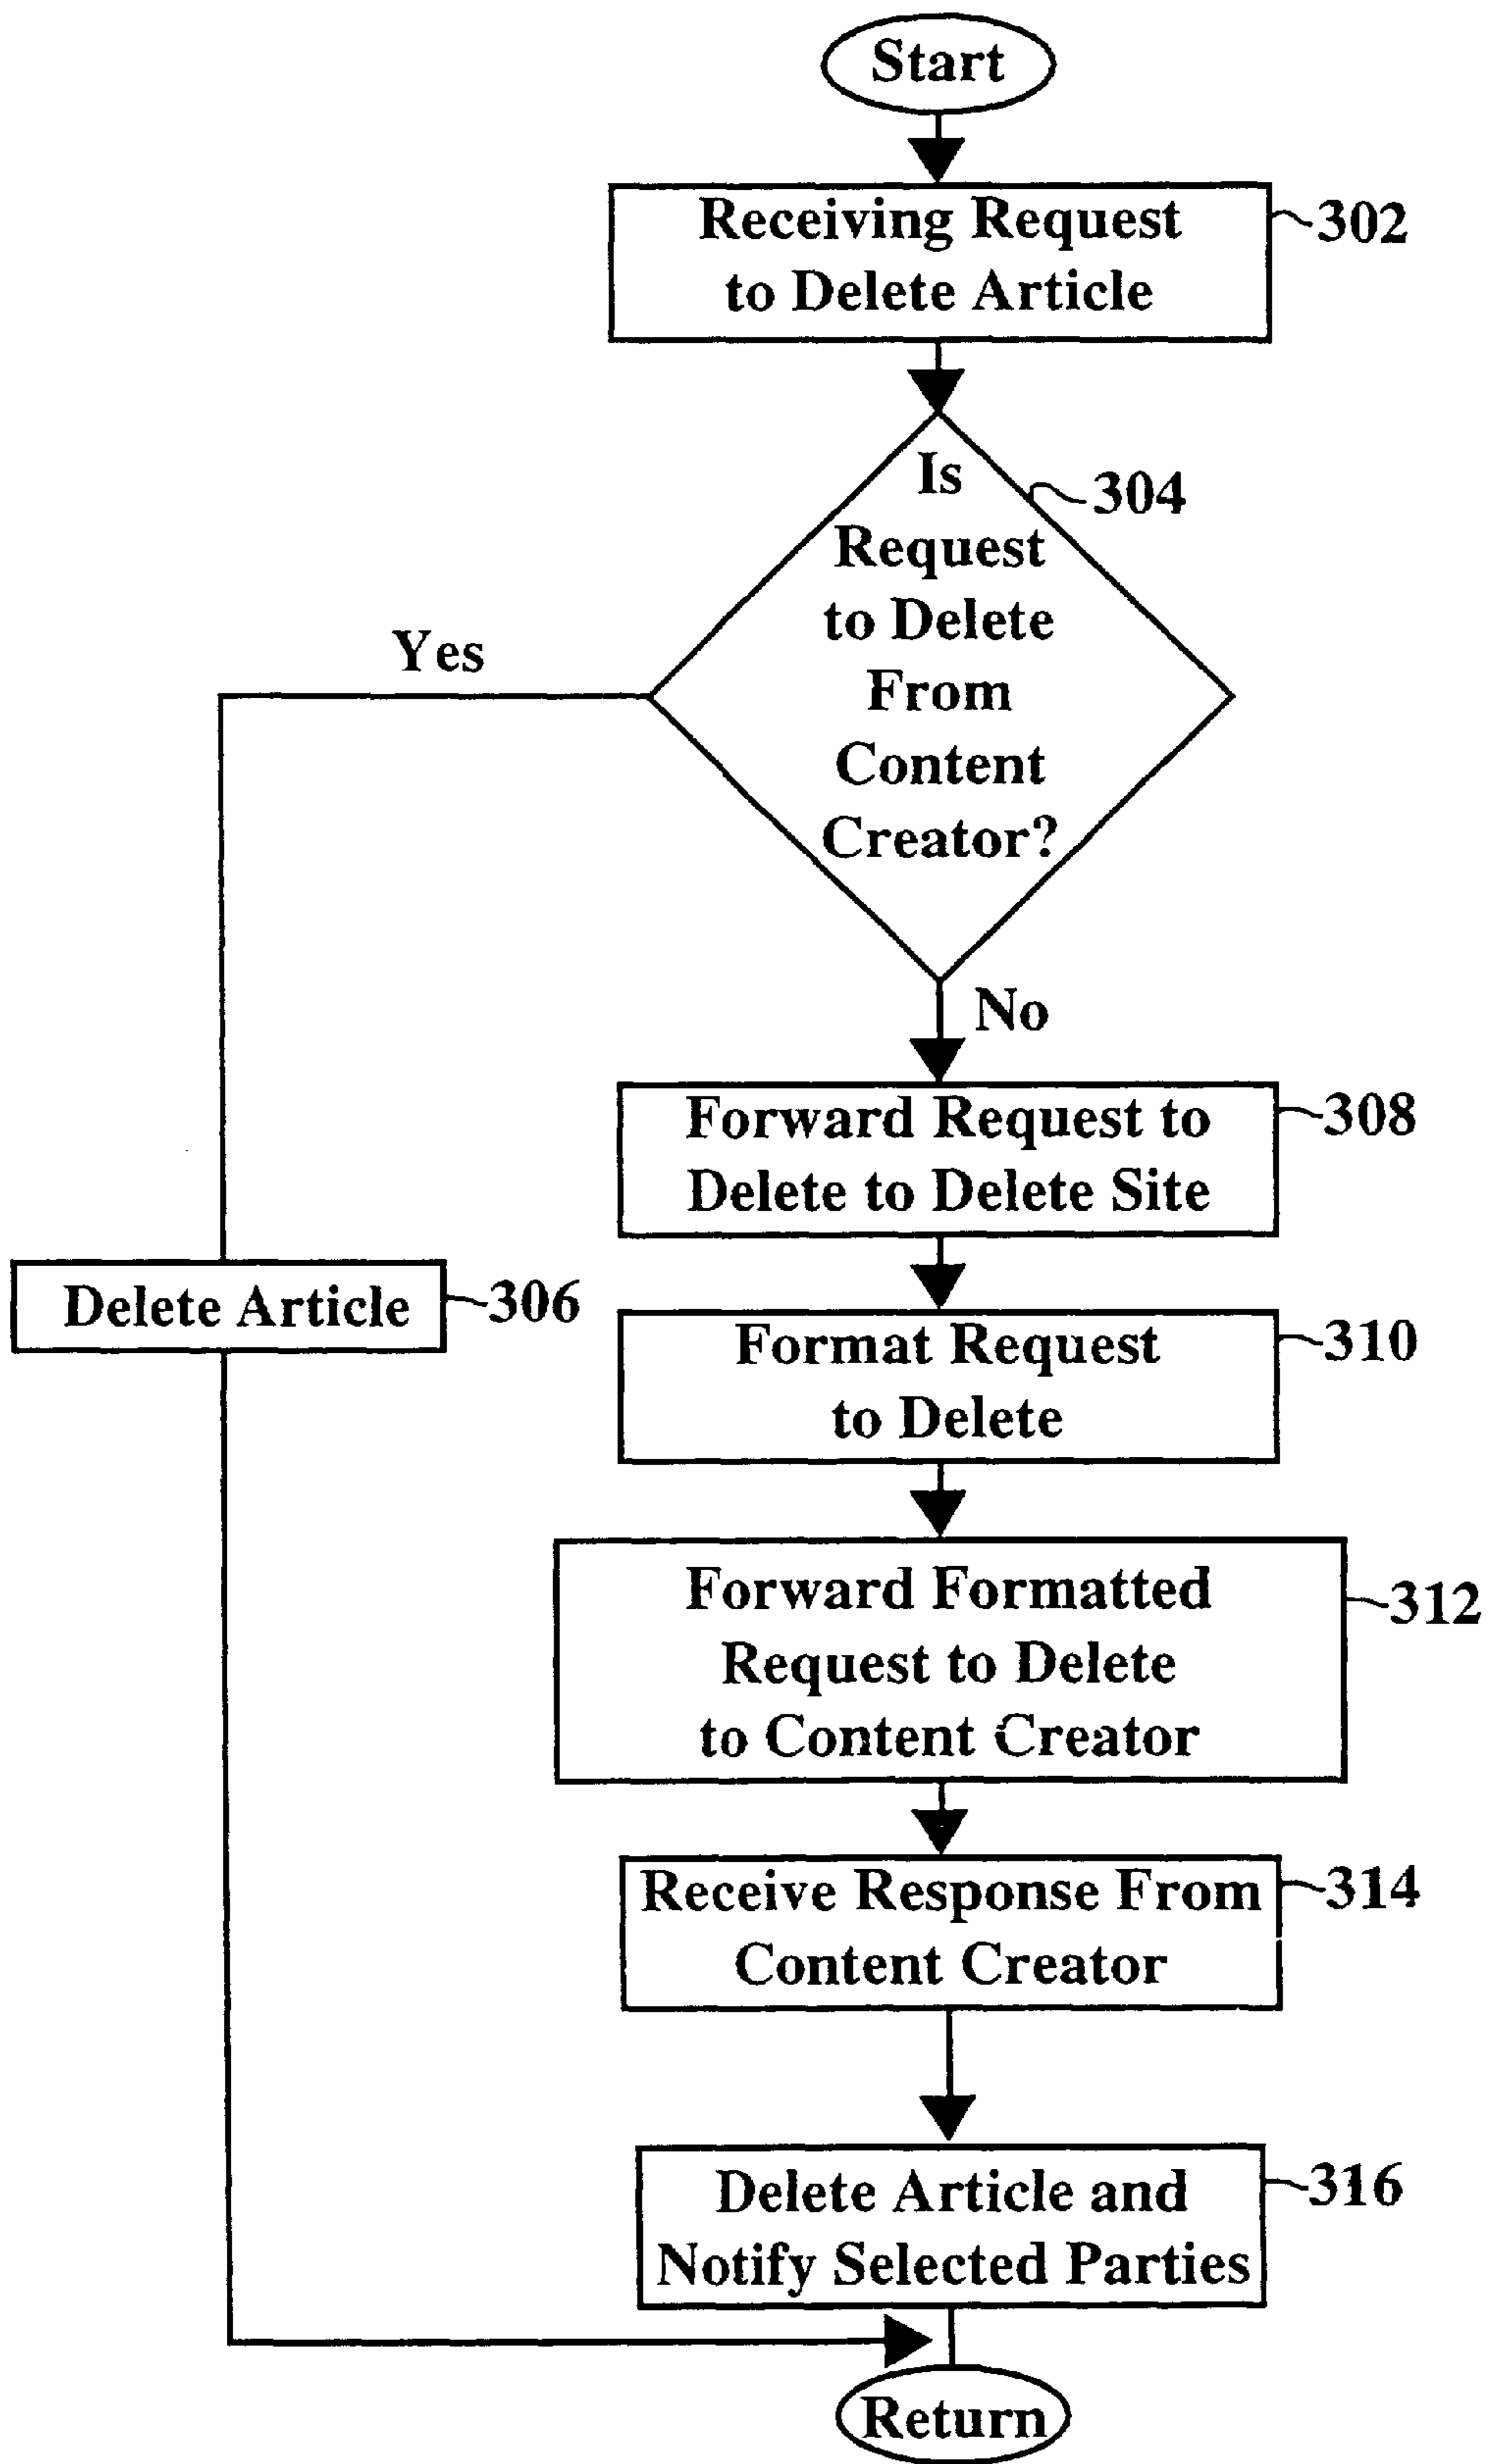 Start
Receiving Request
to Delete Article
302
Is
Request
to Delete
From
Content
Creator?
304
Yes
No
Forward Request to
Delete to Delete Site
308
Delete Article
306
Format Request
to Delete
310
Forward Formatted
Request to Delete
to Content Creator
312
Receive Response From
Content Creator
314
Delete Article and
Notify Selected Parties
316
Return